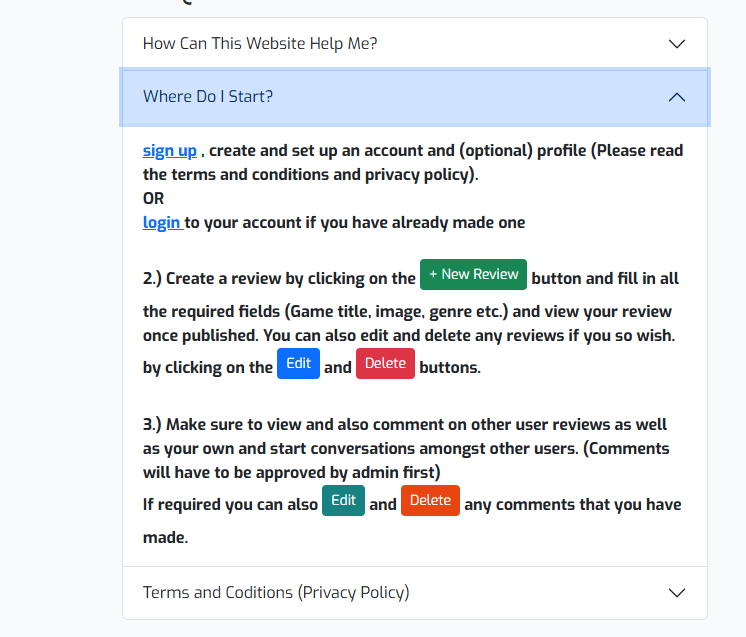 How Can This Website Help Me?
Where Do I Start?
sign up , create and set up an account and (optional) profile (Please read
the terms and conditions and privacy policy).
OR
login to your account if you have already made one
2.) Create a review by clicking on the + New Review button and fill in all
the required fields (Game title, image, genre etc.) and view your review
once published. You can also edit and delete any reviews if you so wish.
by clicking on the Edit and Delete buttons.
3.) Make sure to view and also comment on other user reviews as well
as your own and start conversations amongst other users. (Comments
will have to be approved by admin first)
If required you can also Edit and Delete any comments that you have
made.
Terms and Coditions (Privacy Policy)